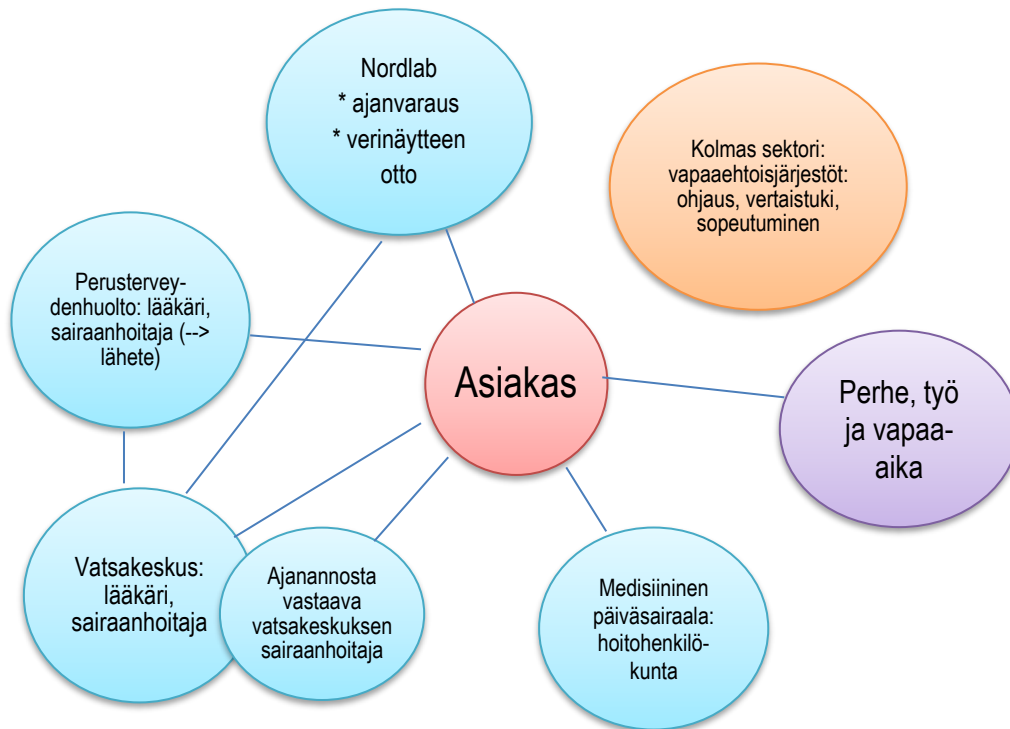 Nordlab
* ajanvaraus
* verinäytteen
otto
Kolmas sektori:
vapaaehtoisjärjestöt:
ohjaus, vertaistuki,
sopeutuminen
Perustervey-
denhuolto: lääkäri,
sairaanhoitaja (-->
lähete)
Asiakas
Perhe, työ
ja vapaa-
aika
Vatsakeskus:
lääkäri,
sairaanhoitaja
Ajanannosta
vastaava
vatsakeskuksen
sairaanhoitaja
Medisiininen
päiväsairaala:
hoitohenkilö-
kunta